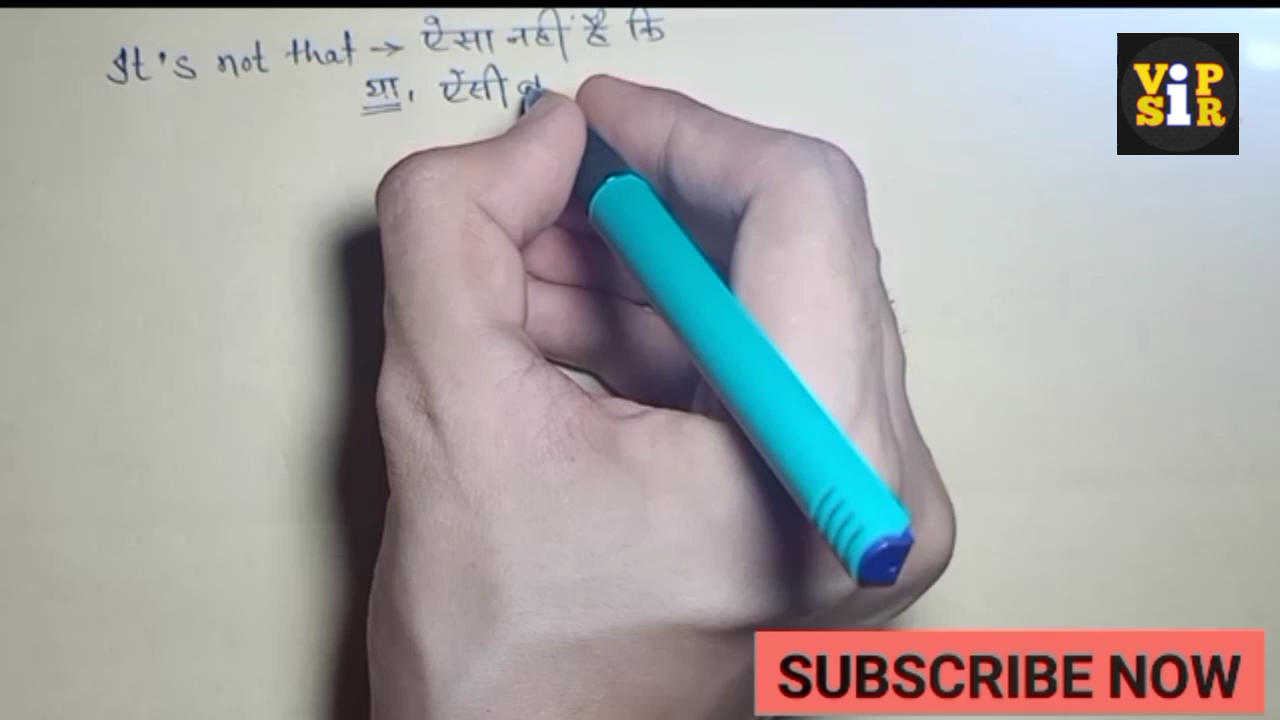 It's not that → ऐसा नहीं है कि
या, ऐसी
ViP
SiR
SUBSCRIBE NOW